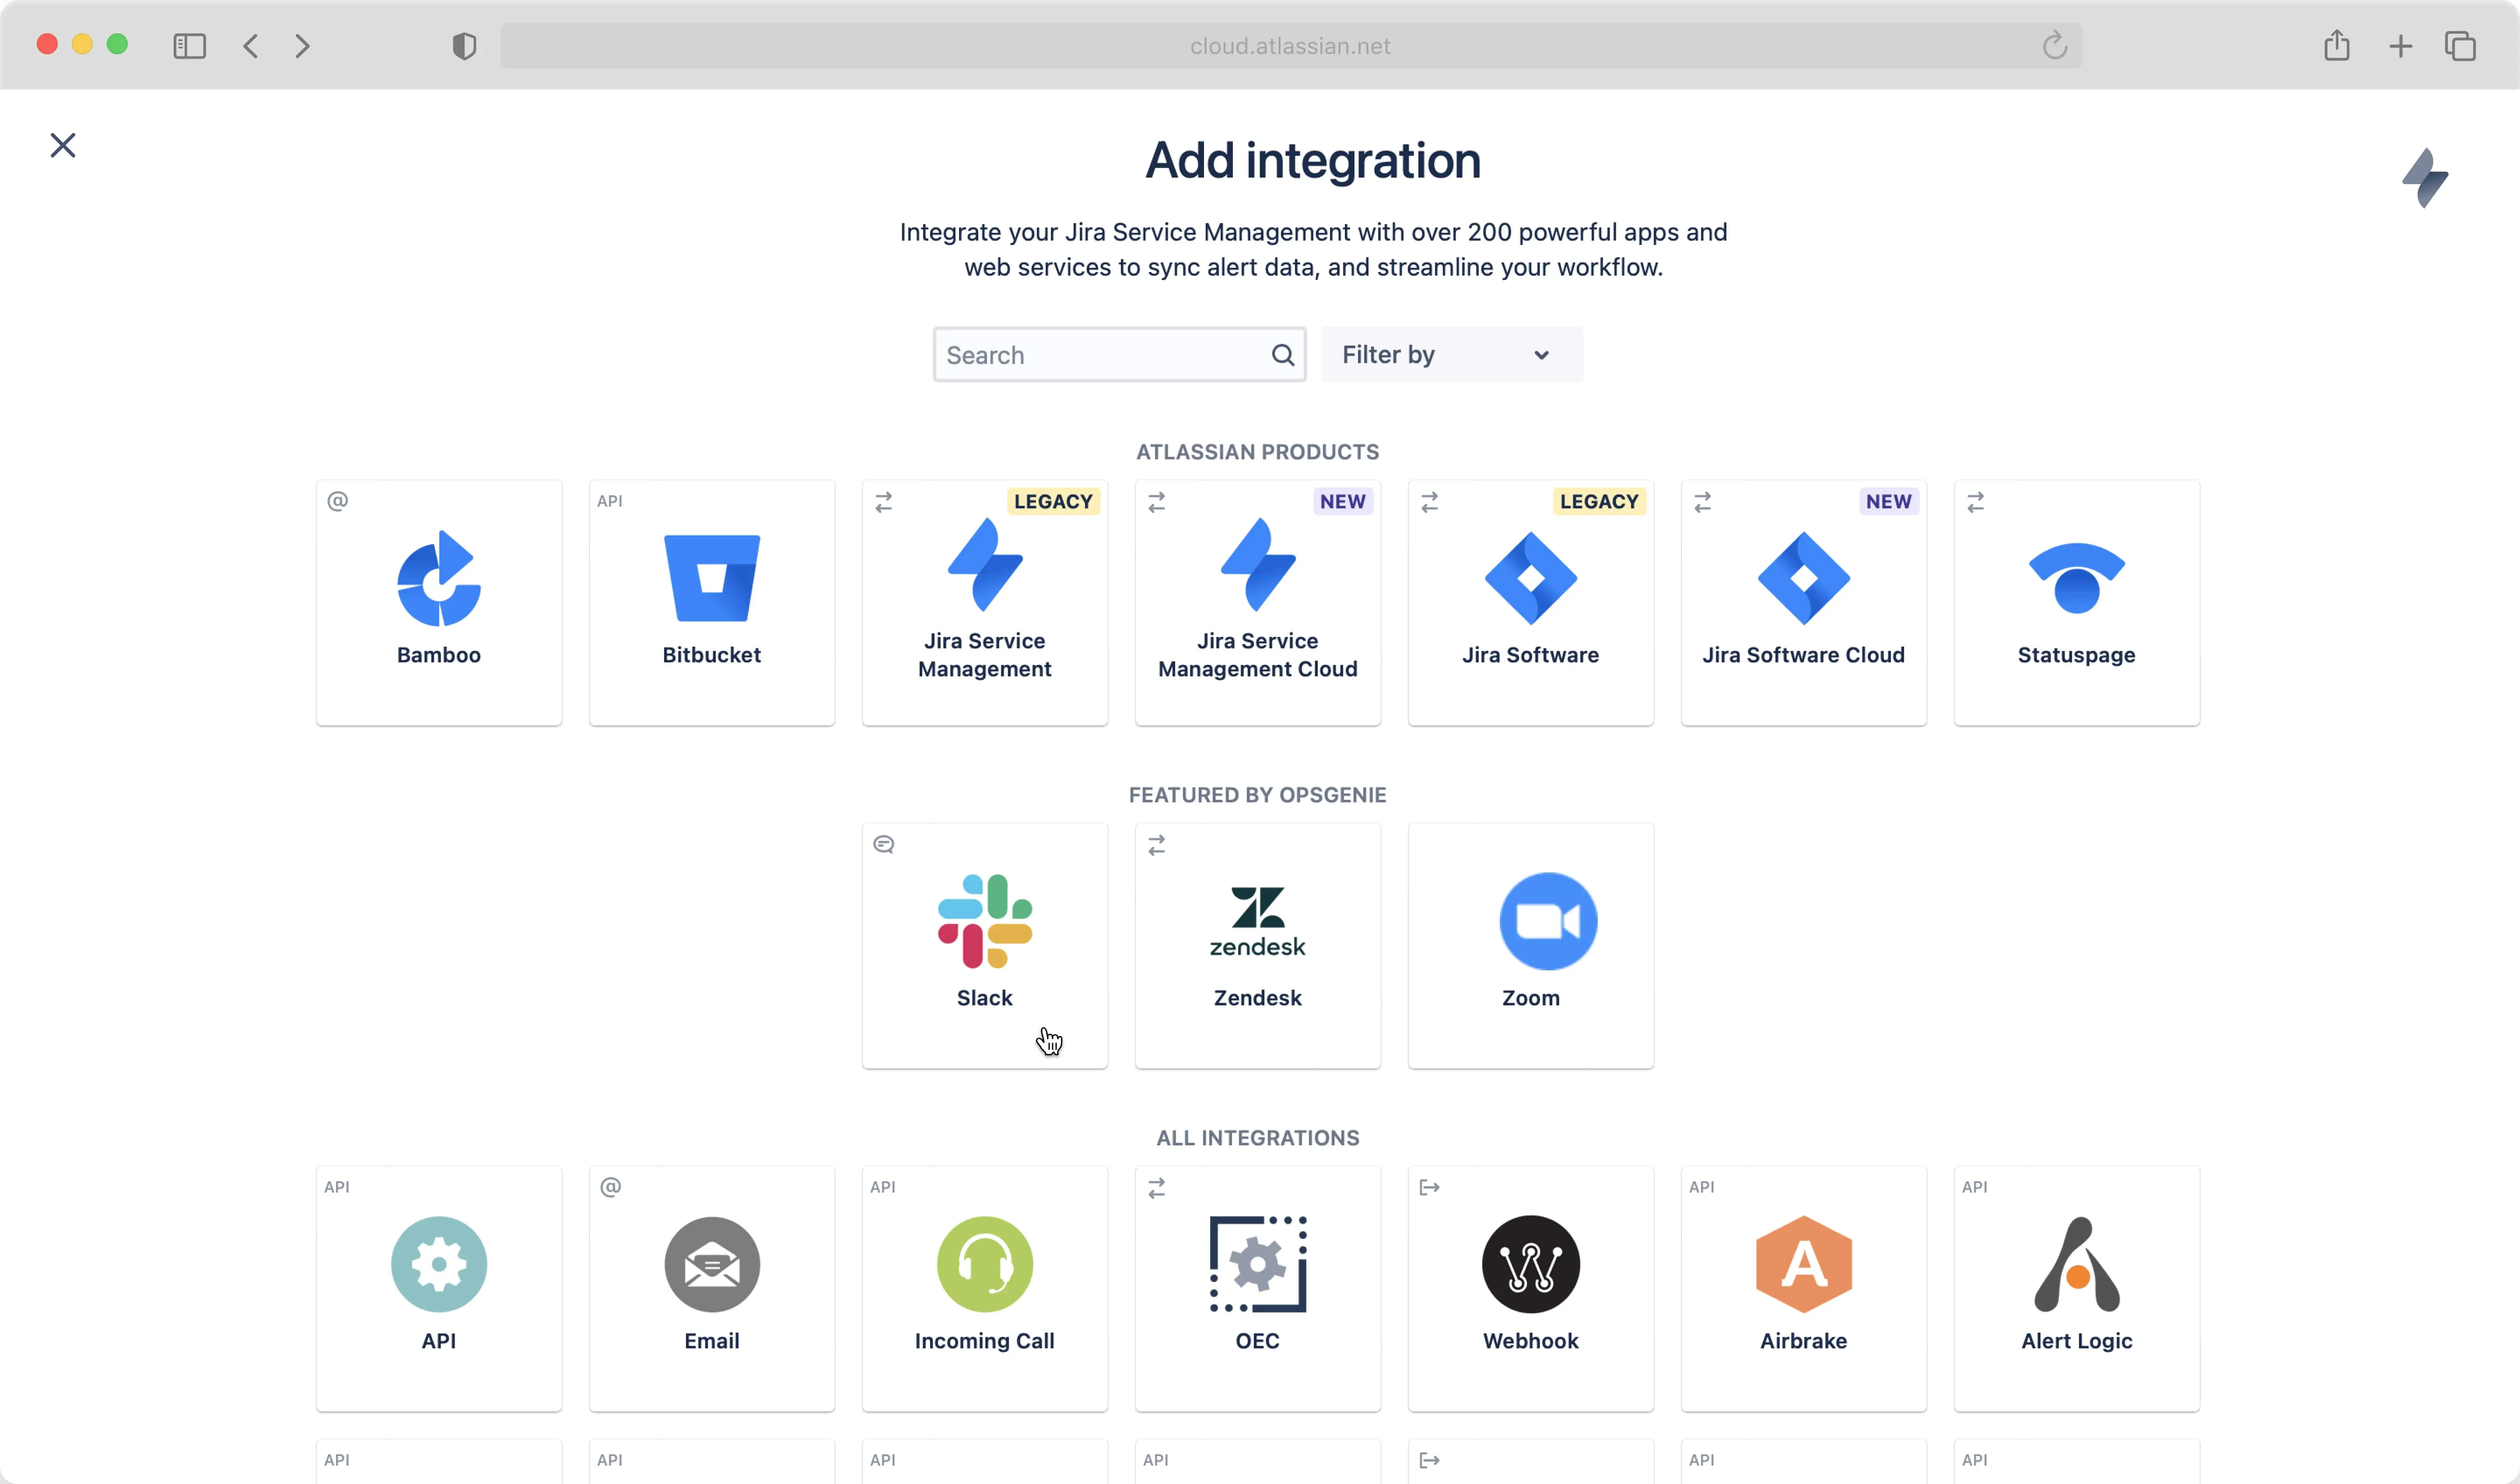 cloud.atlassian.net
Add integration
Integrate your Jira Service Management with over 200 powerful apps and
web services to sync alert data, and streamline your workflow.
Search
Filter by
ATLASSIAN PRODUCTS
@
Bamboo
API
Bitbucket
LEGACY
Jira Service
Management
NEW
Jira Service
Management Cloud
LEGACY
Jira Software
NEW
Jira Software Cloud
Statuspage
FEATURED BY OPSGENIE
Slack
zendesk
Zendesk
Zoom
ALL INTEGRATIONS
API
API
@
Email
API
Incoming Call
OEC
Webhook
API
A
Airbrake
API
Alert Logic
API
API
API
API
API
API